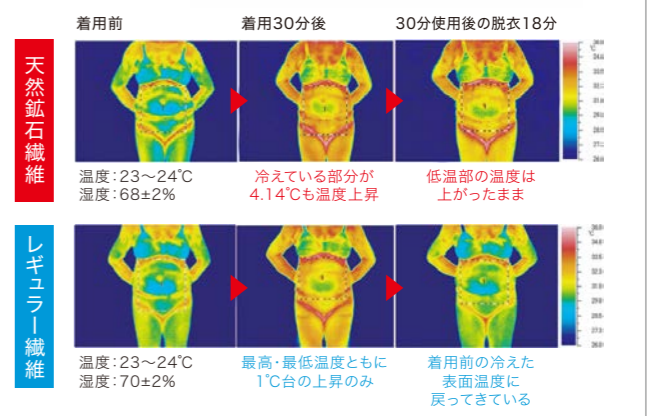 着用前
着用30分後
30分使用後の脱衣18分
天然鉱石繊維
℃
温度：23〜24℃
湿度：68±2%
冷えている部分が
4.14℃も温度上昇
低温部の温度は
上がったまま
レギュラー繊維
℃
温度：23〜24℃
湿度：70±2%
最高・最低温度ともに
1℃台の上昇のみ
着用前の冷えた
表面温度に
戻ってきている